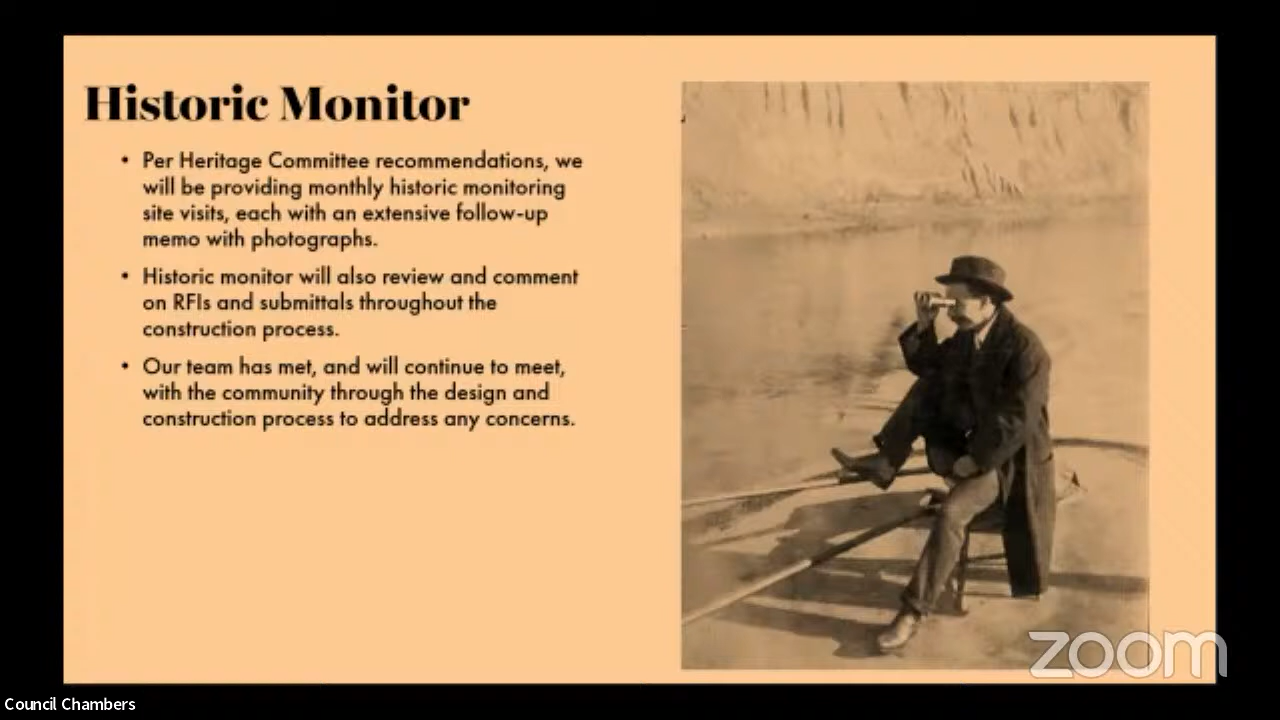 Historic Monitor
• Per Heritage Committee recommendations, we
will be providing monthly historic monitoring
site visits, each with an extensive follow-up
memo with photographs.
• Historic monitor will also review and comment
on RFIs and submittals throughout the
construction process.
• Our team has met, and will continue to meet,
with the community through the design and
construction process to address any concerns.
zoom
Council Chambers